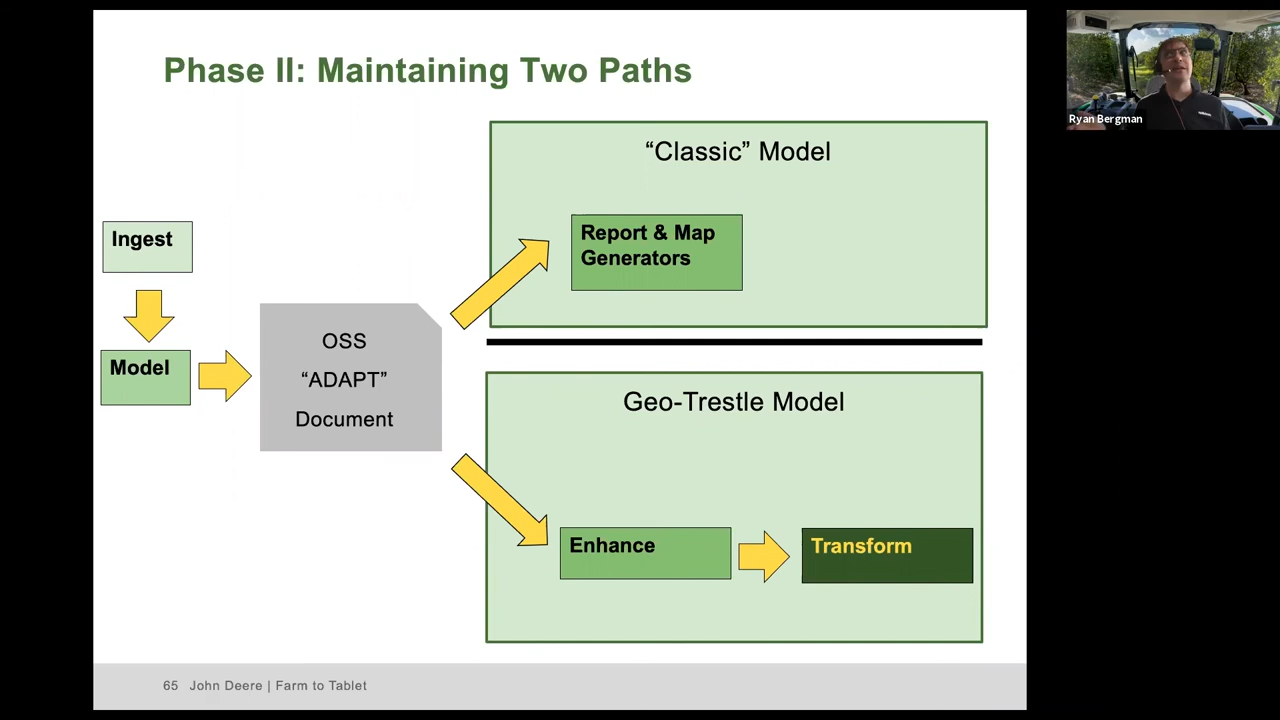 Phase II: Maintaining Two Paths
Ryan Bergman
“Classic” Model
Ingest
Report & Map
Generators
OSS
“ADAPT”
Document
Model
Geo-Trestle Model
Enhance
Transform
65 John Deere | Farm to Tablet